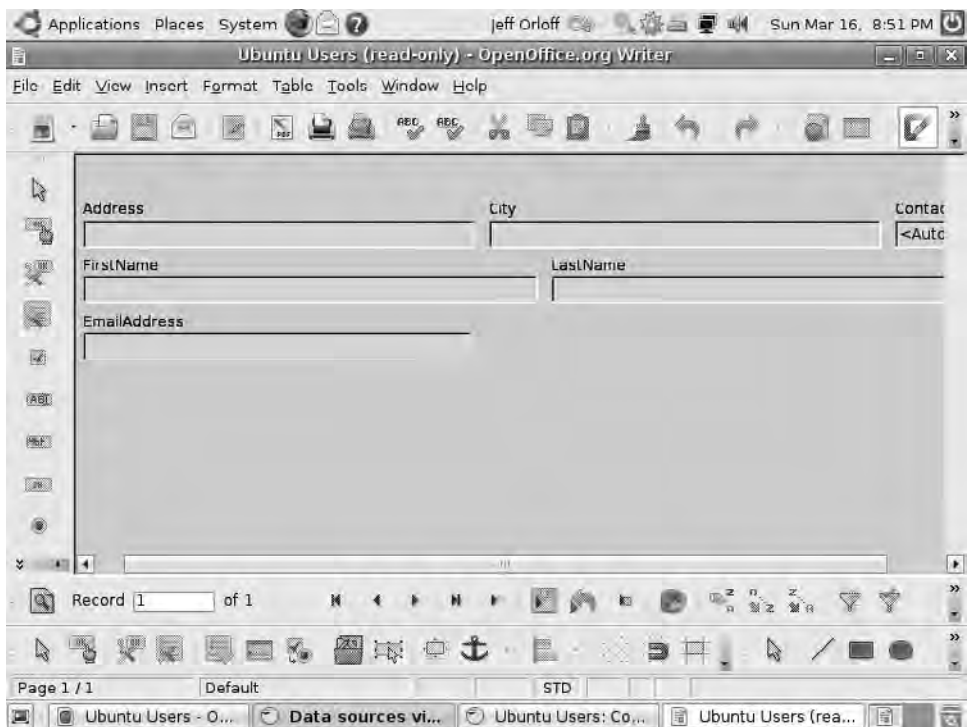 Applications Places System Jeff Orloff Sun Mar 16, 8:51 PM
Ubuntu Users (read-only) - OpenOffice.org Writer
File Edit View Insert Format Table Tools Window Help
Address City Contac
<Auto
FirstName LastName
EmailAddress
Record 1 of 1
Page 1 / 1 Default STD
Ubuntu Users - O... Data sources vi... Ubuntu Users: Co... Ubuntu Users (rea...